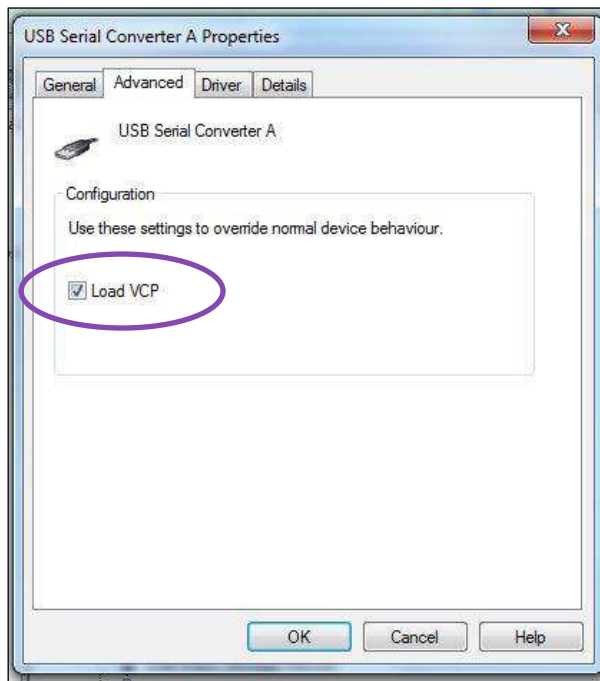 USB Serial Converter A Properties
General Advanced Driver Details
USB Serial Converter A
Configuration
Use these settings to override normal device behaviour.
Load VCP
OK Cancel Help